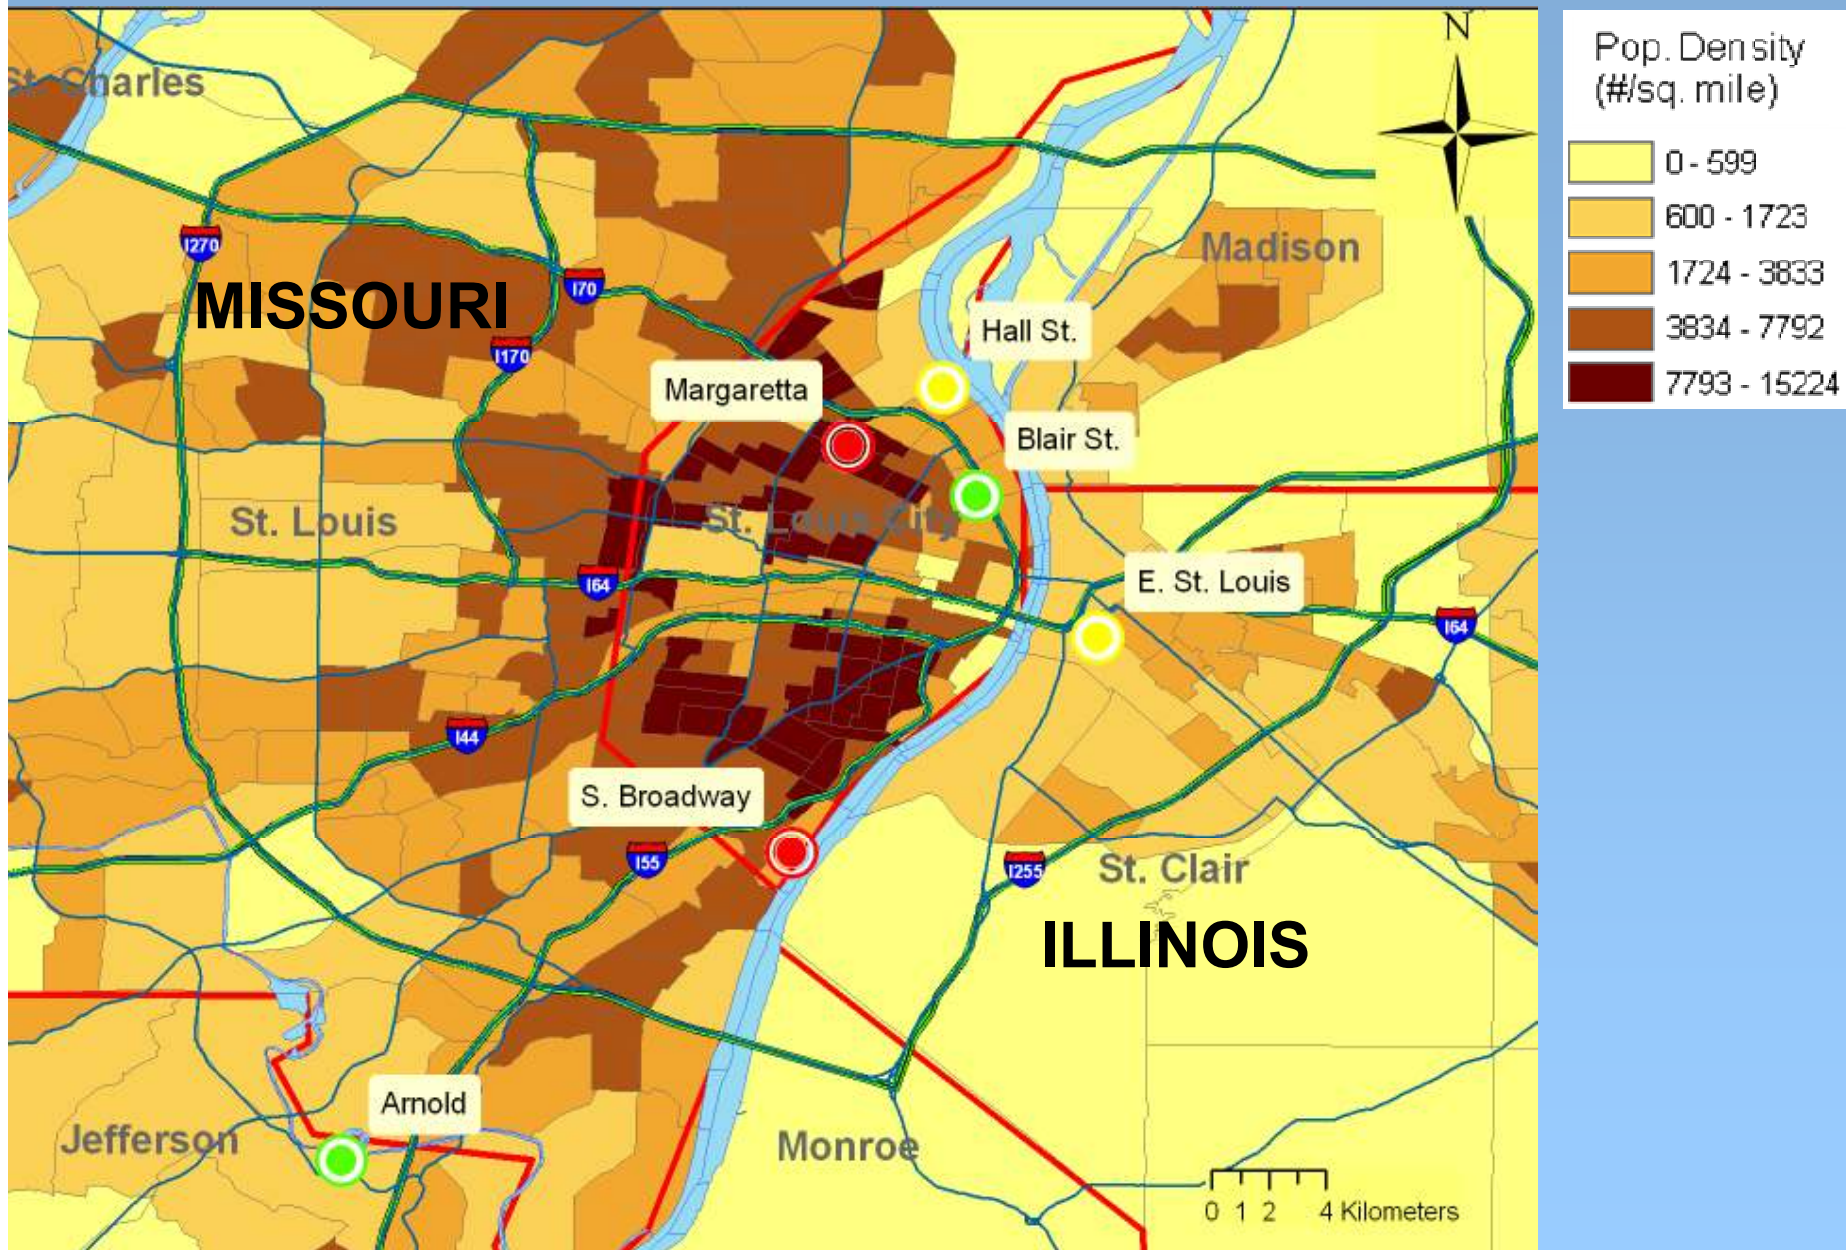 N
St. Charles
I270
MISSOURI
I70
I170
Madison
Hall St.
Margaretta
Blair St.
St. Louis
St. Louis City
I64
E. St. Louis
I64
I44
S. Broadway
I55
I255
St. Clair
ILLINOIS
Arnold
Jefferson
Monroe
0 1 2 4 Kilometers
Pop. Density
(#/sq. mile)
0 - 599
600 - 1723
1724 - 3833
3834 - 7792
7793 - 15224